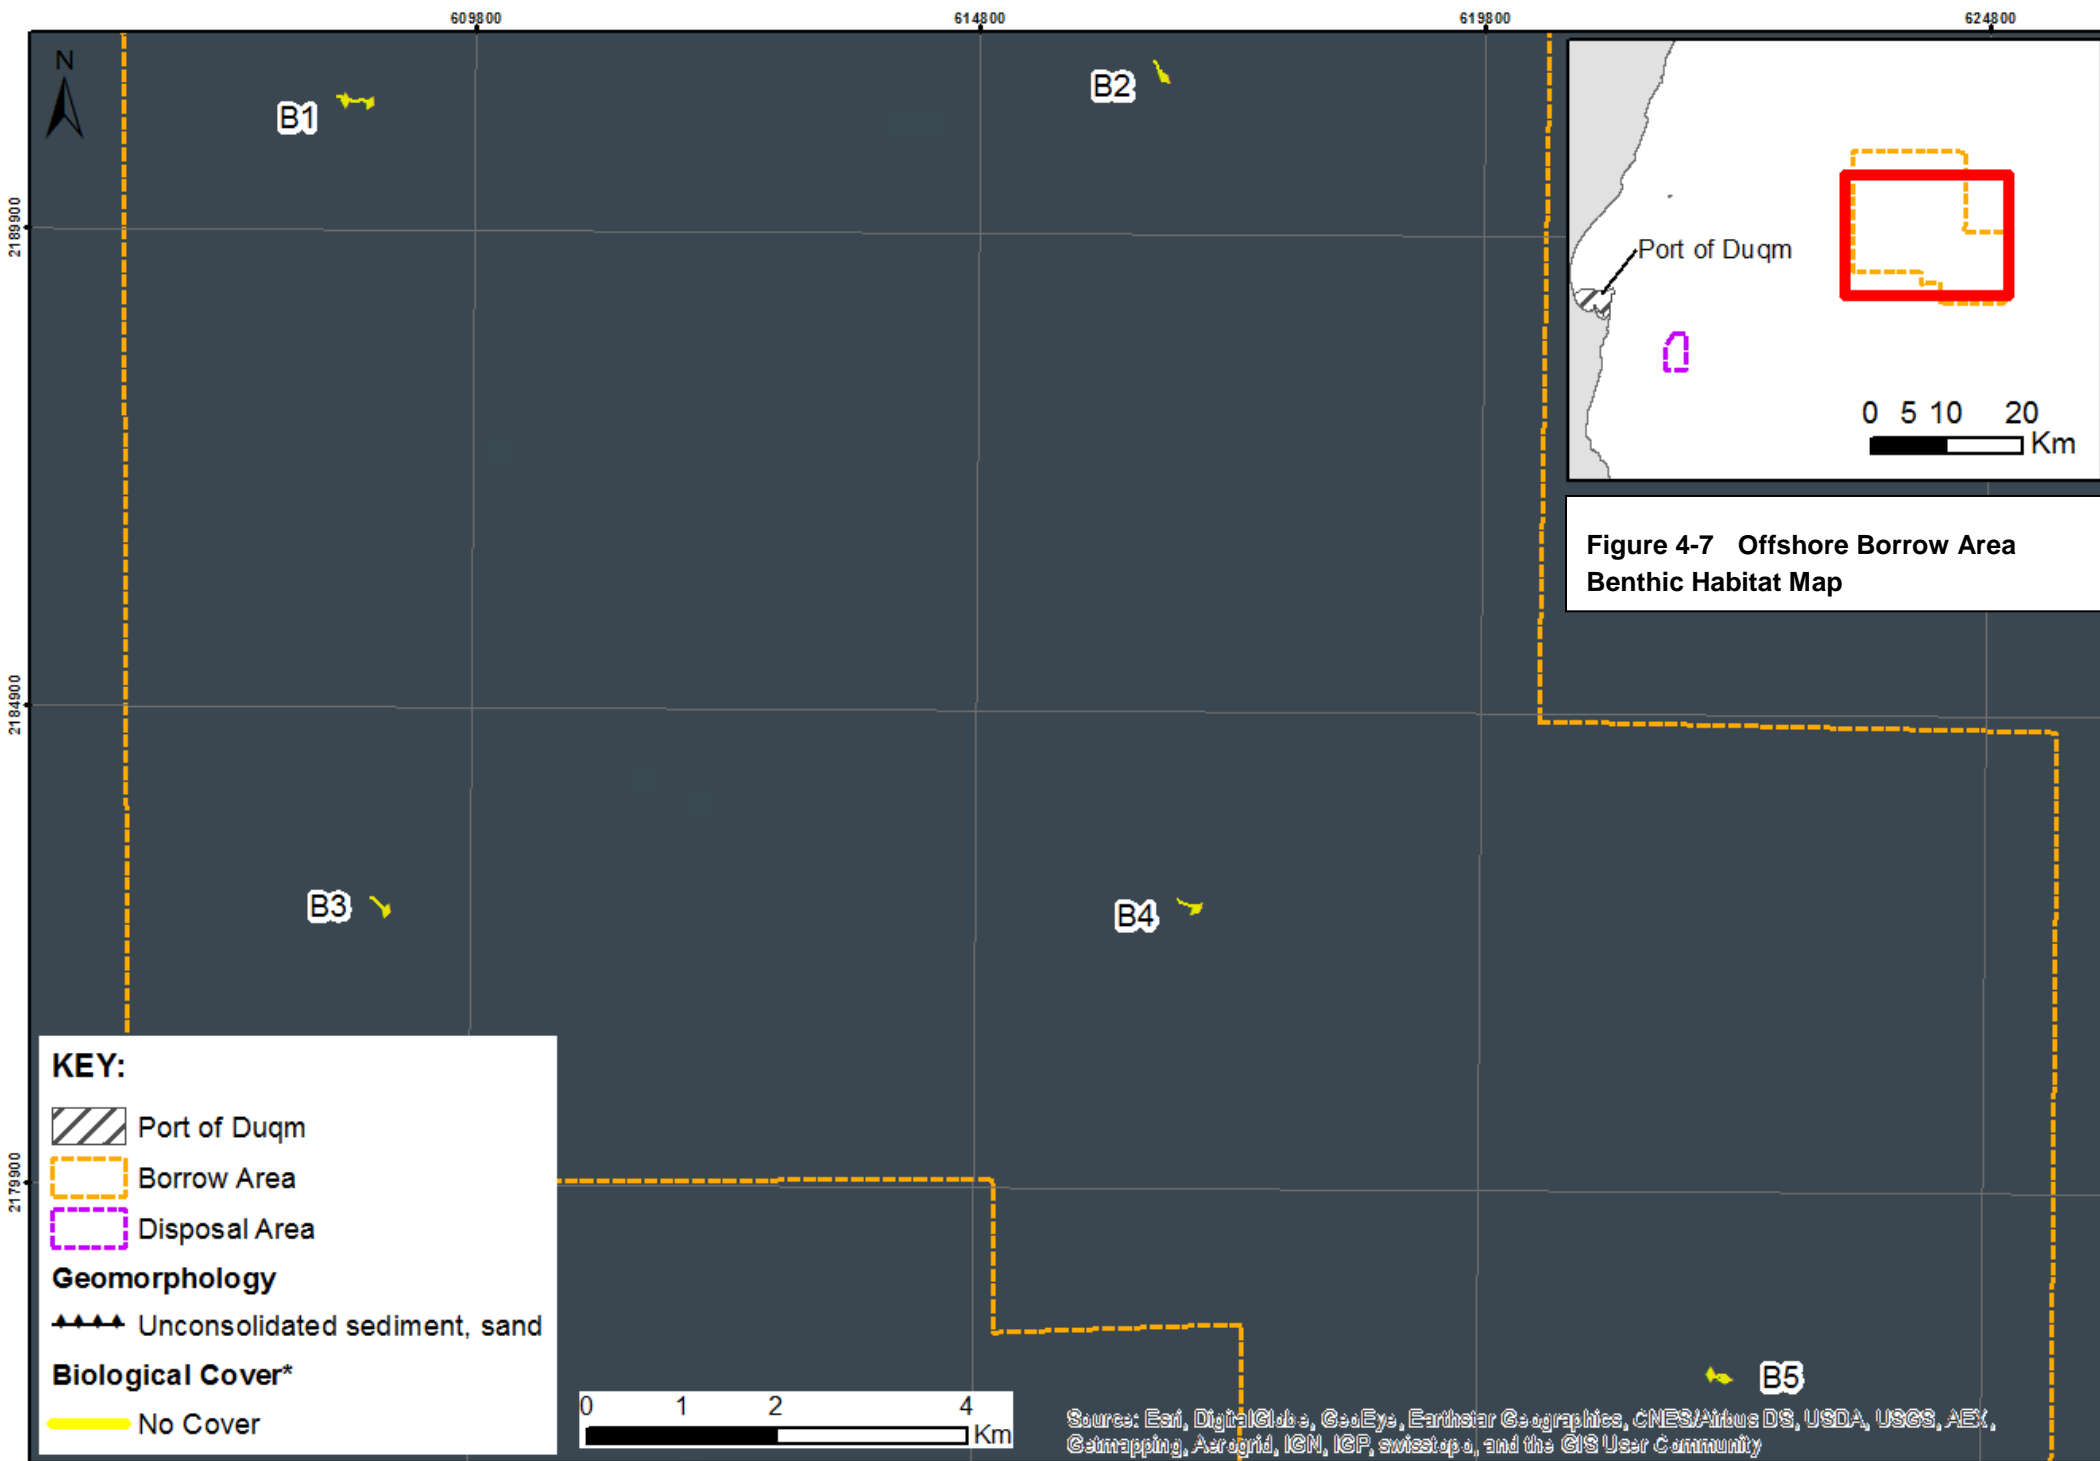 609800
614800
619800
624800
N
B1
B2
2189900
Port of Duqm
0 5 10 20
Km
Figure 4-7 Offshore Borrow Area
Benthic Habitat Map
2184900
B3
B4
2179900
KEY:
Port of Duqm
Borrow Area
Disposal Area
Geomorphology
Unconsolidated sediment, sand
Biological Cover*
No Cover
0 1 2 4
Km
B5
Source: Esri, DigitalGlobe, GeoEye, Earthstar Geographics, CNES/Airbus DS, USDA, USGS, AEX,
Getmapping, Aerogrid, IGN, IGP, swisstopo, and the GIS User Community